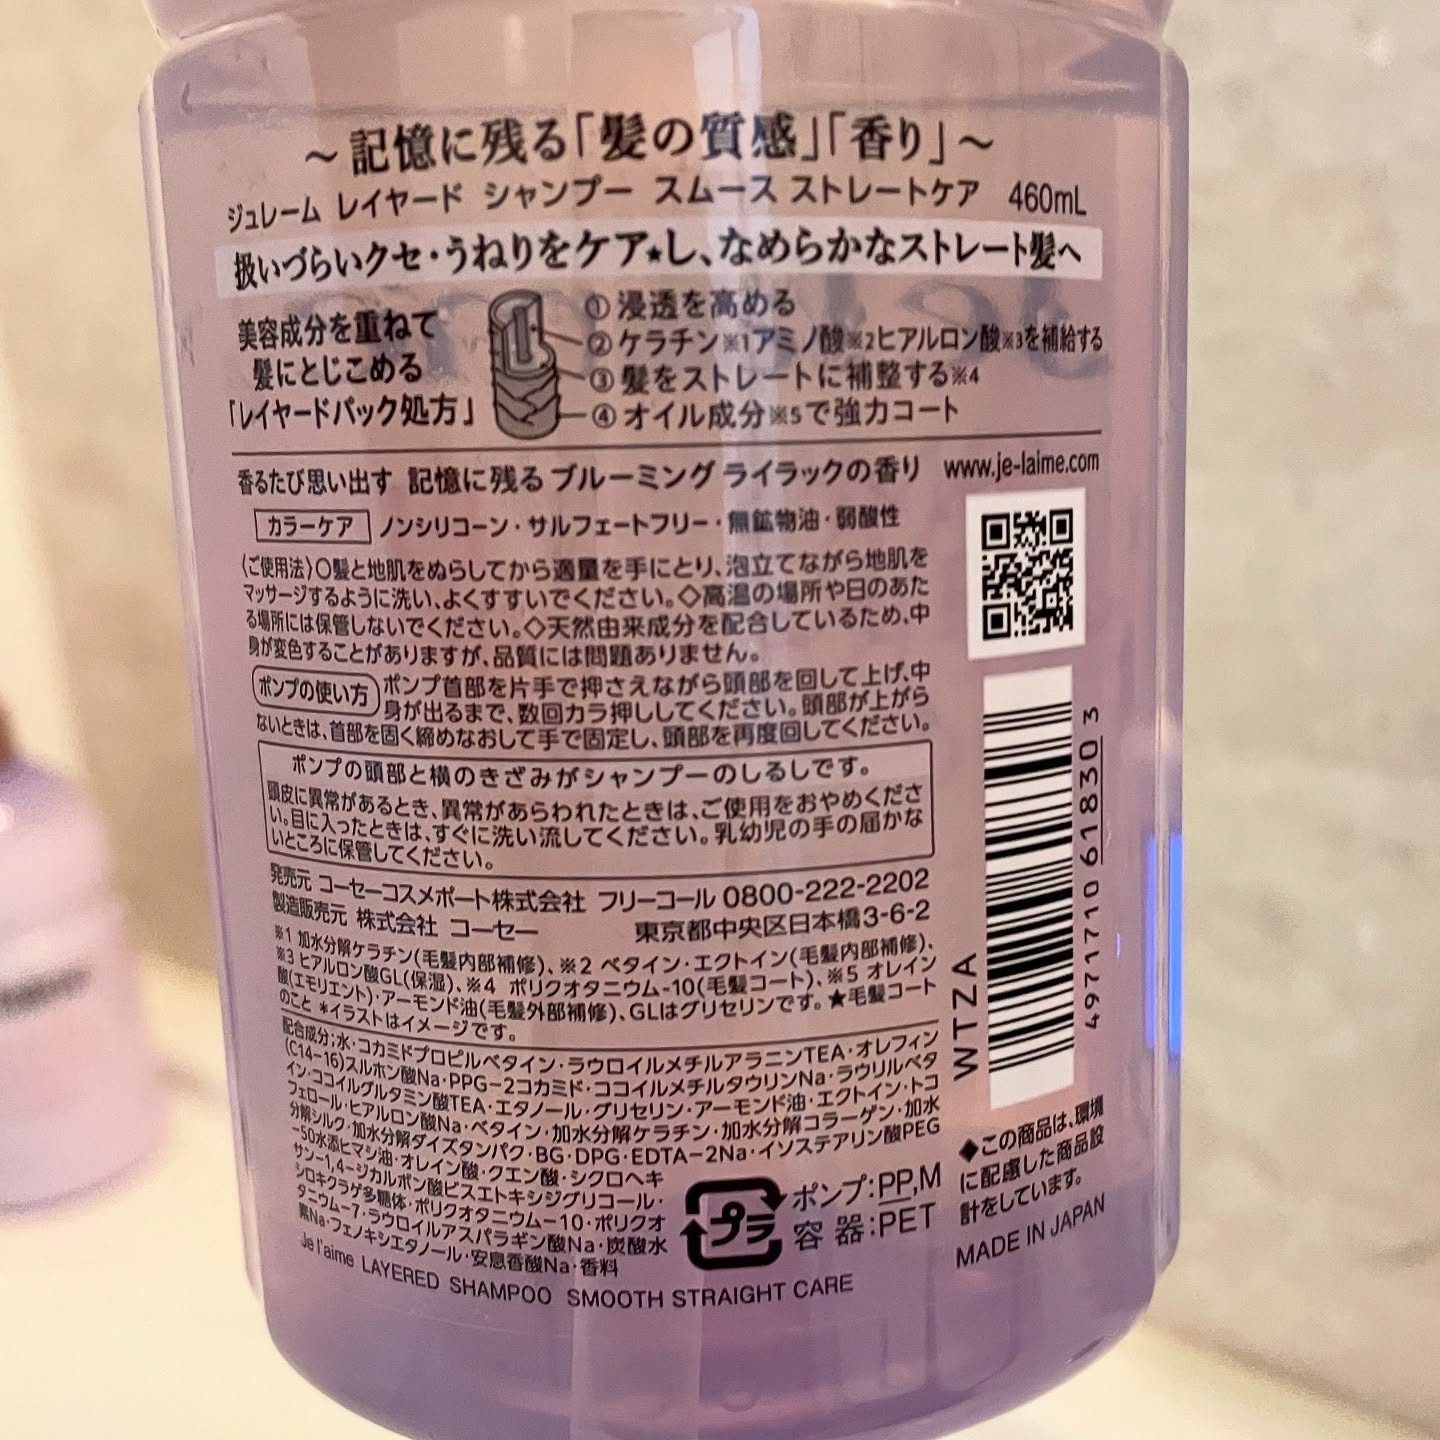 ～記憶に残る「髪の質感」「香り」～
ジュレーム レイヤード シャンプー スムース ストレートケア 460mL
扱いづらいクセ・うねりをケア★し、なめらかなストレート髪へ
美容成分を重ねて
髪にとじこめる
「レイヤードパック処方」
①浸透を高める
②ケラチン※1アミノ酸※2ヒアルロン酸※3を補給する
③髪をストレートに補整する※4
④オイル成分※5で強力コート
香るたび思い出す 記憶に残る ブルーミング ライラックの香り www.je-laime.com
カラーケア ノンシリコーン・サルフェートフリー・無鉱物油・弱酸性
〈ご使用法〉○髪と地肌をぬらしてから適量を手にとり、泡立てながら地肌を
マッサージするように洗い、よくすすいでください。◇高温の場所や日のあた
る場所には保管しないでください。◇天然由来成分を配合しているため、中
身が変色することがありますが、品質には問題ありません。
ポンプの使い方 ポンプ首部を片手で押さえながら頭部を回して上げ、中
身が出るまで、数回カラ押ししてください。頭部が上がら
ないときは、首部を固く締めなおして手で固定し、頭部を再度回してください。
ポンプの頭部と横のきざみがシャンプーのしるしです。
頭皮に異常があるとき、異常があらわれたときは、ご使用をおやめくださ
い。目に入ったときは、すぐに洗い流してください。乳幼児の手の届かな
いところに保管してください。
発売元 コーセーコスメポート株式会社 フリーコール 0800-222-2202
製造販売元 株式会社 コーセー 東京都中央区日本橋3-6-2
※1 加水分解ケラチン(毛髪内部補修)、※2 ベタイン・エクトイン(毛髪内部補修)、
※3 ヒアルロン酸GL(保湿)、※4 ポリクオタニウム-10(毛髪コート)、※5 オレイン
酸(エモリエント)・アーモンド油(毛髪外部補修)、GLはグリセリンです。★毛髪コート
のこと *イラストはイメージです。
配合成分;水・コカミドプロピルベタイン・ラウロイルメチルアラニンTEA・オレフィン
(C14-16)スルホン酸Na・PPG-2コカミド・ココイルメチルタウリンNa・ラウリルベタ
イン・ココイルグルタミン酸TEA・エタノール・グリセリン・アーモンド油・エクトイン・トコ
フェロール・ヒアルロン酸Na・ベタイン・加水分解ケラチン・加水分解コラーゲン・加水
分解シルク・加水分解ダイズタンパク・BG・DPG・EDTA-2Na・イソステアリン酸PEG
-50水添ヒマシ油・オレイン酸・クエン酸・シクロヘキ
サン-1,4-ジカルボン酸ビスエトキシジグリコール・
シロキクラゲ多糖体・ポリクオタニウム-10・ポリクオ
タニウム-7・ラウロイルアスパラギン酸Na・炭酸水
素Na・フェノキシエタノール・安息香酸Na・香料
Je l'aime LAYERED SHAMPOO SMOOTH STRAIGHT CARE
プラ
ポンプ:PP,M
容器:PET
WTZA
4971710618303
◆この商品は、環境
に配慮した商品設
計をしています。
MADE IN JAPAN